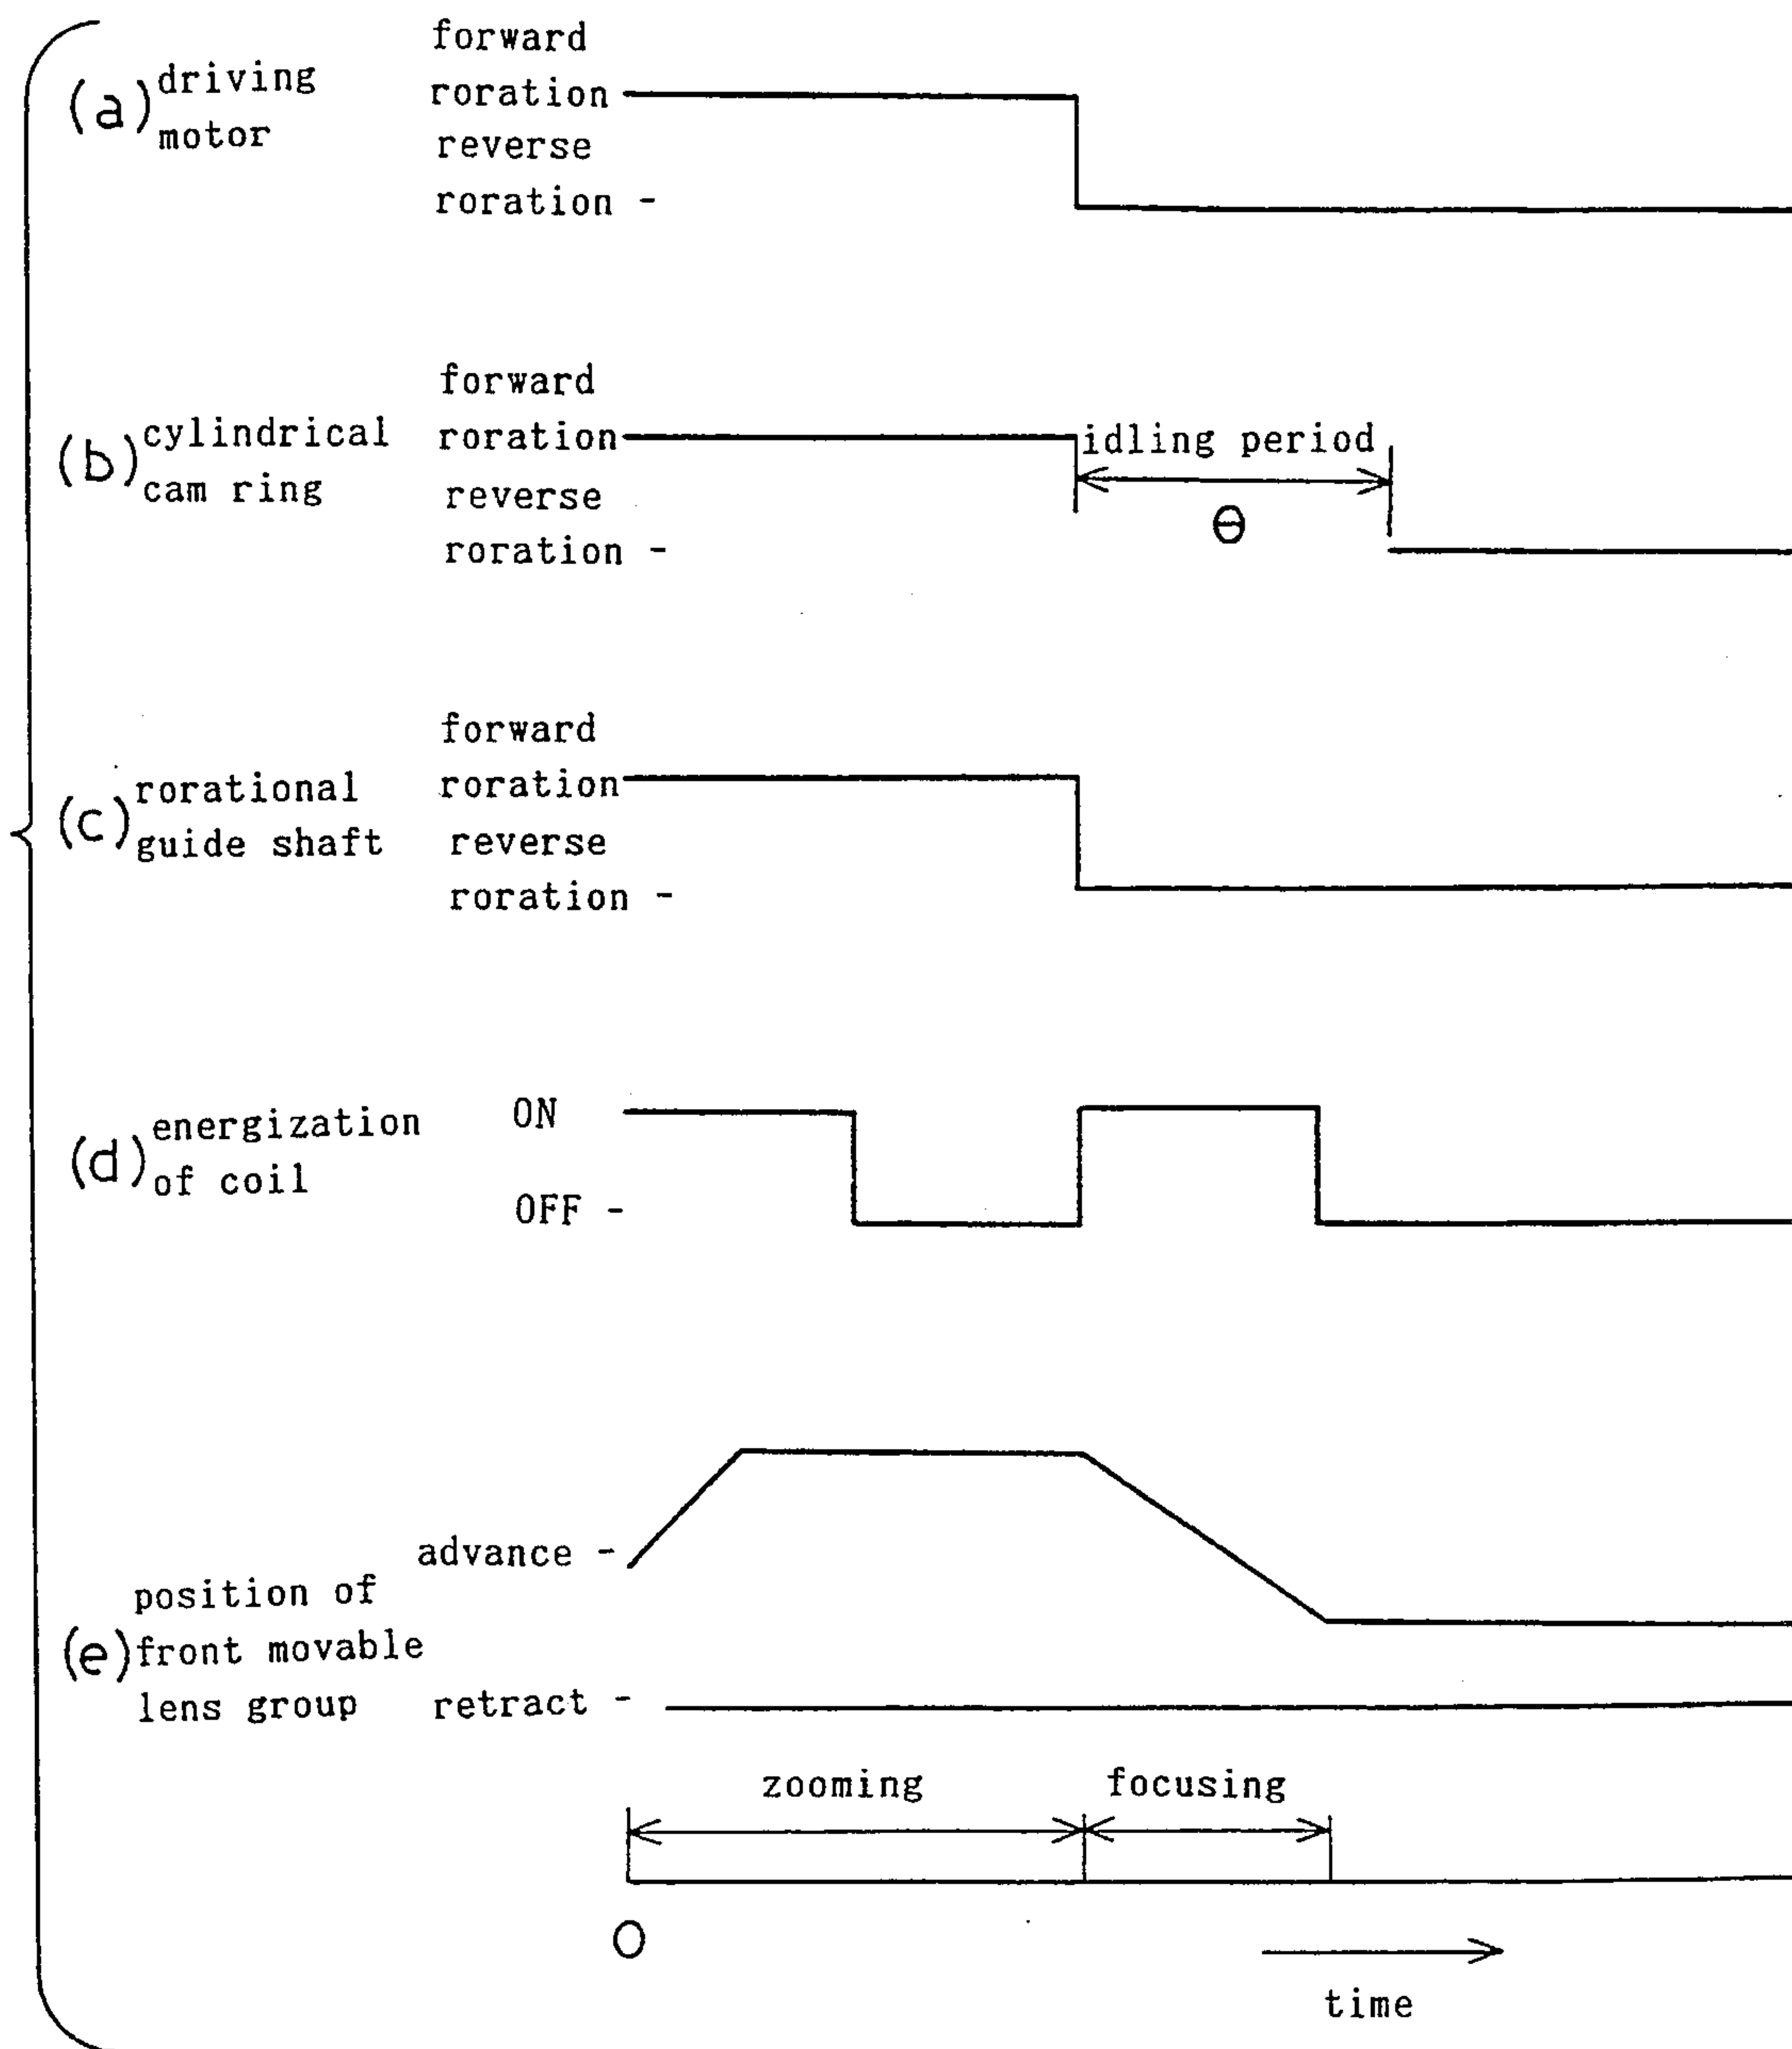 (a) driving
motor
forward
roration
reverse
roration -
(b) cylindrical
cam ring
forward
roration
reverse
roration -
idling period
θ
(c) rorational
guide shaft
forward
roration
reverse
roration -
(d) energization
of coil
ON
OFF -
(e) position of
front movable
lens group
advance -
retract -
zooming
focusing
0
time